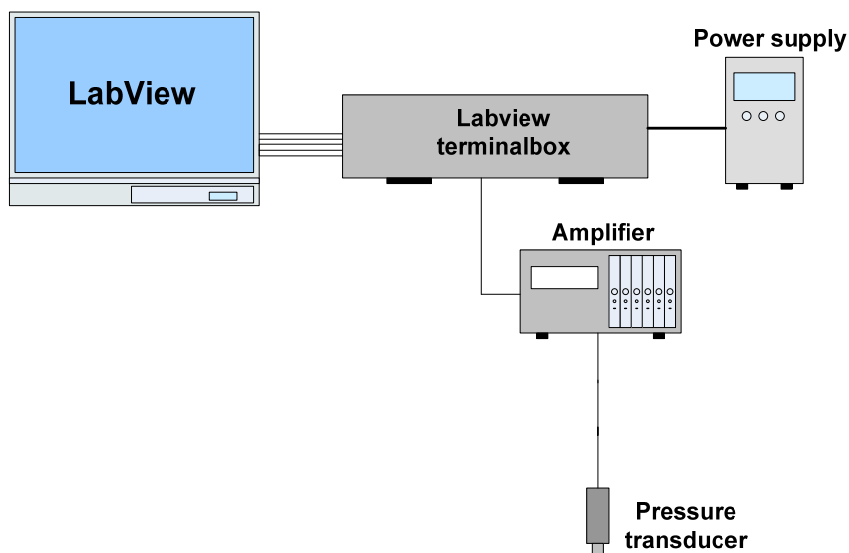 Power supply
LabView
Labview
terminalbox
Amplifier
Pressure
transducer